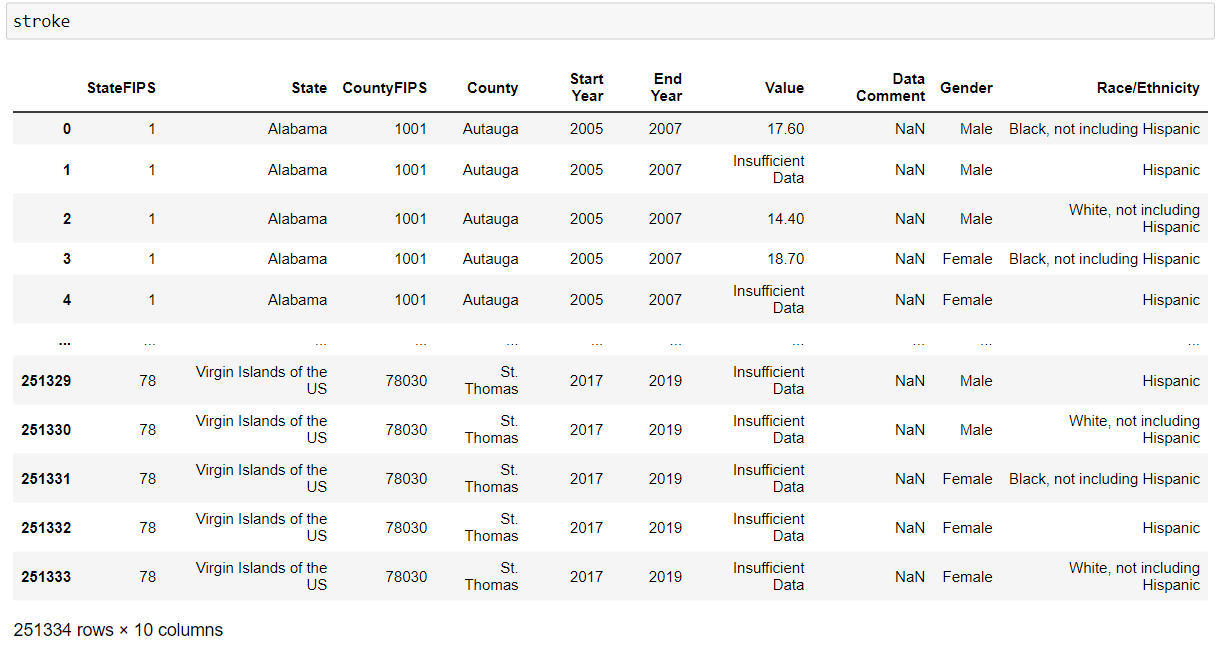 stroke
StateFIPS State CountyFIPS County Start Year End Year Value Data Comment Gender Race/Ethnicity
0 1 Alabama 1001 Autauga 2005 2007 17.60 NaN Male Black, not including Hispanic
1 1 Alabama 1001 Autauga 2005 2007 Insufficient Data NaN Male Hispanic
2 1 Alabama 1001 Autauga 2005 2007 14.40 NaN Male White, not including Hispanic
3 1 Alabama 1001 Autauga 2005 2007 18.70 NaN Female Black, not including Hispanic
4 1 Alabama 1001 Autauga 2005 2007 Insufficient Data NaN Female Hispanic
... ... ... ... ... ... ... ... ... ... ...
251329 78 Virgin Islands of the US 78030 St. Thomas 2017 2019 Insufficient Data NaN Male Hispanic
251330 78 Virgin Islands of the US 78030 St. Thomas 2017 2019 Insufficient Data NaN Male White, not including Hispanic
251331 78 Virgin Islands of the US 78030 St. Thomas 2017 2019 Insufficient Data NaN Female Black, not including Hispanic
251332 78 Virgin Islands of the US 78030 St. Thomas 2017 2019 Insufficient Data NaN Female Hispanic
251333 78 Virgin Islands of the US 78030 St. Thomas 2017 2019 Insufficient Data NaN Female White, not including Hispanic
251334 rows × 10 columns